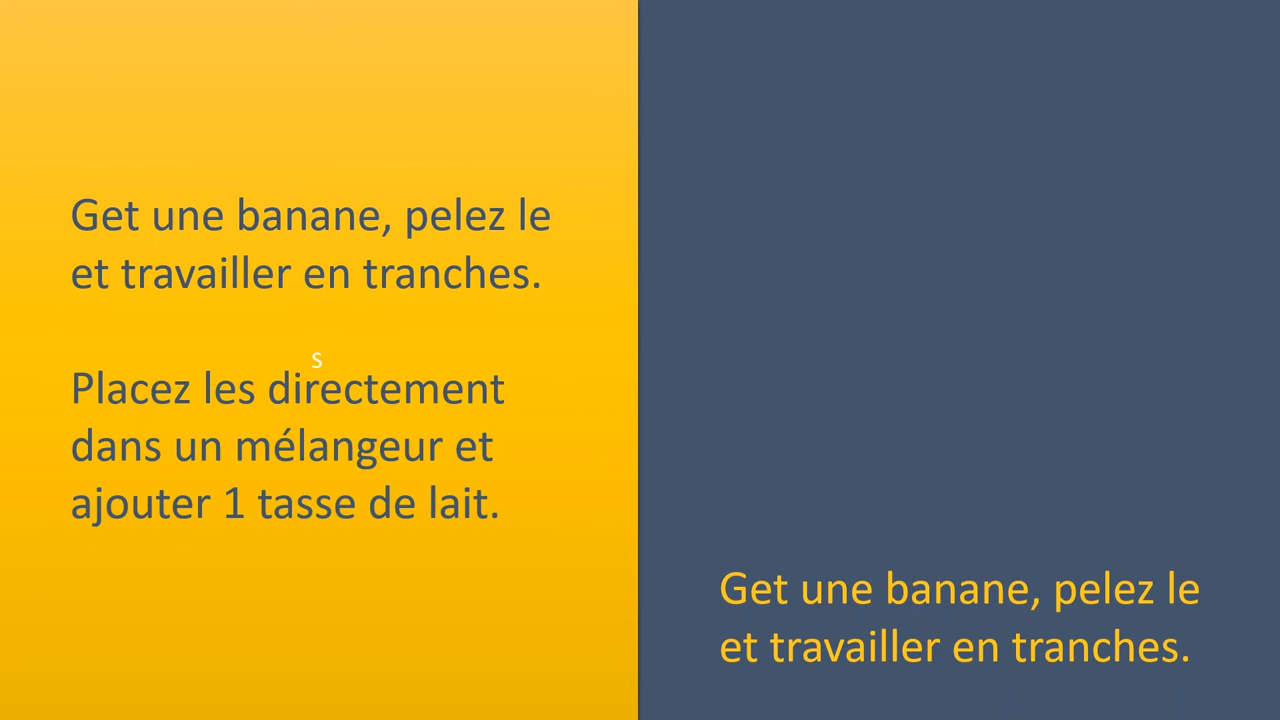 Get une banane, pelez le
et travailler en tranches.
s
Placez les directement
dans un mélangeur et
ajouter 1 tasse de lait.
Get une banane, pelez le
et travailler en tranches.